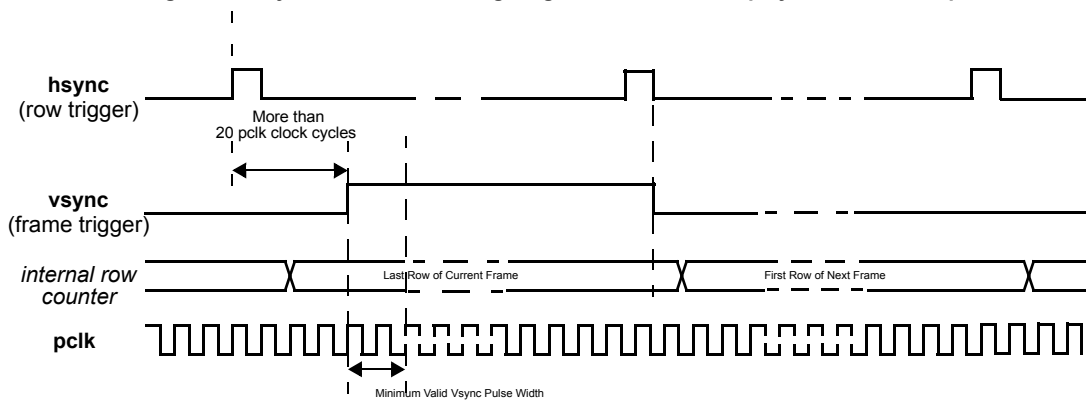 hsync
(row trigger)
More than
20 pclk clock cycles
vsync
(frame trigger)
internal row
counter
Last Row of Current Frame
First Row of Next Frame
pclk
Minimum Valid Vsync Pulse Width